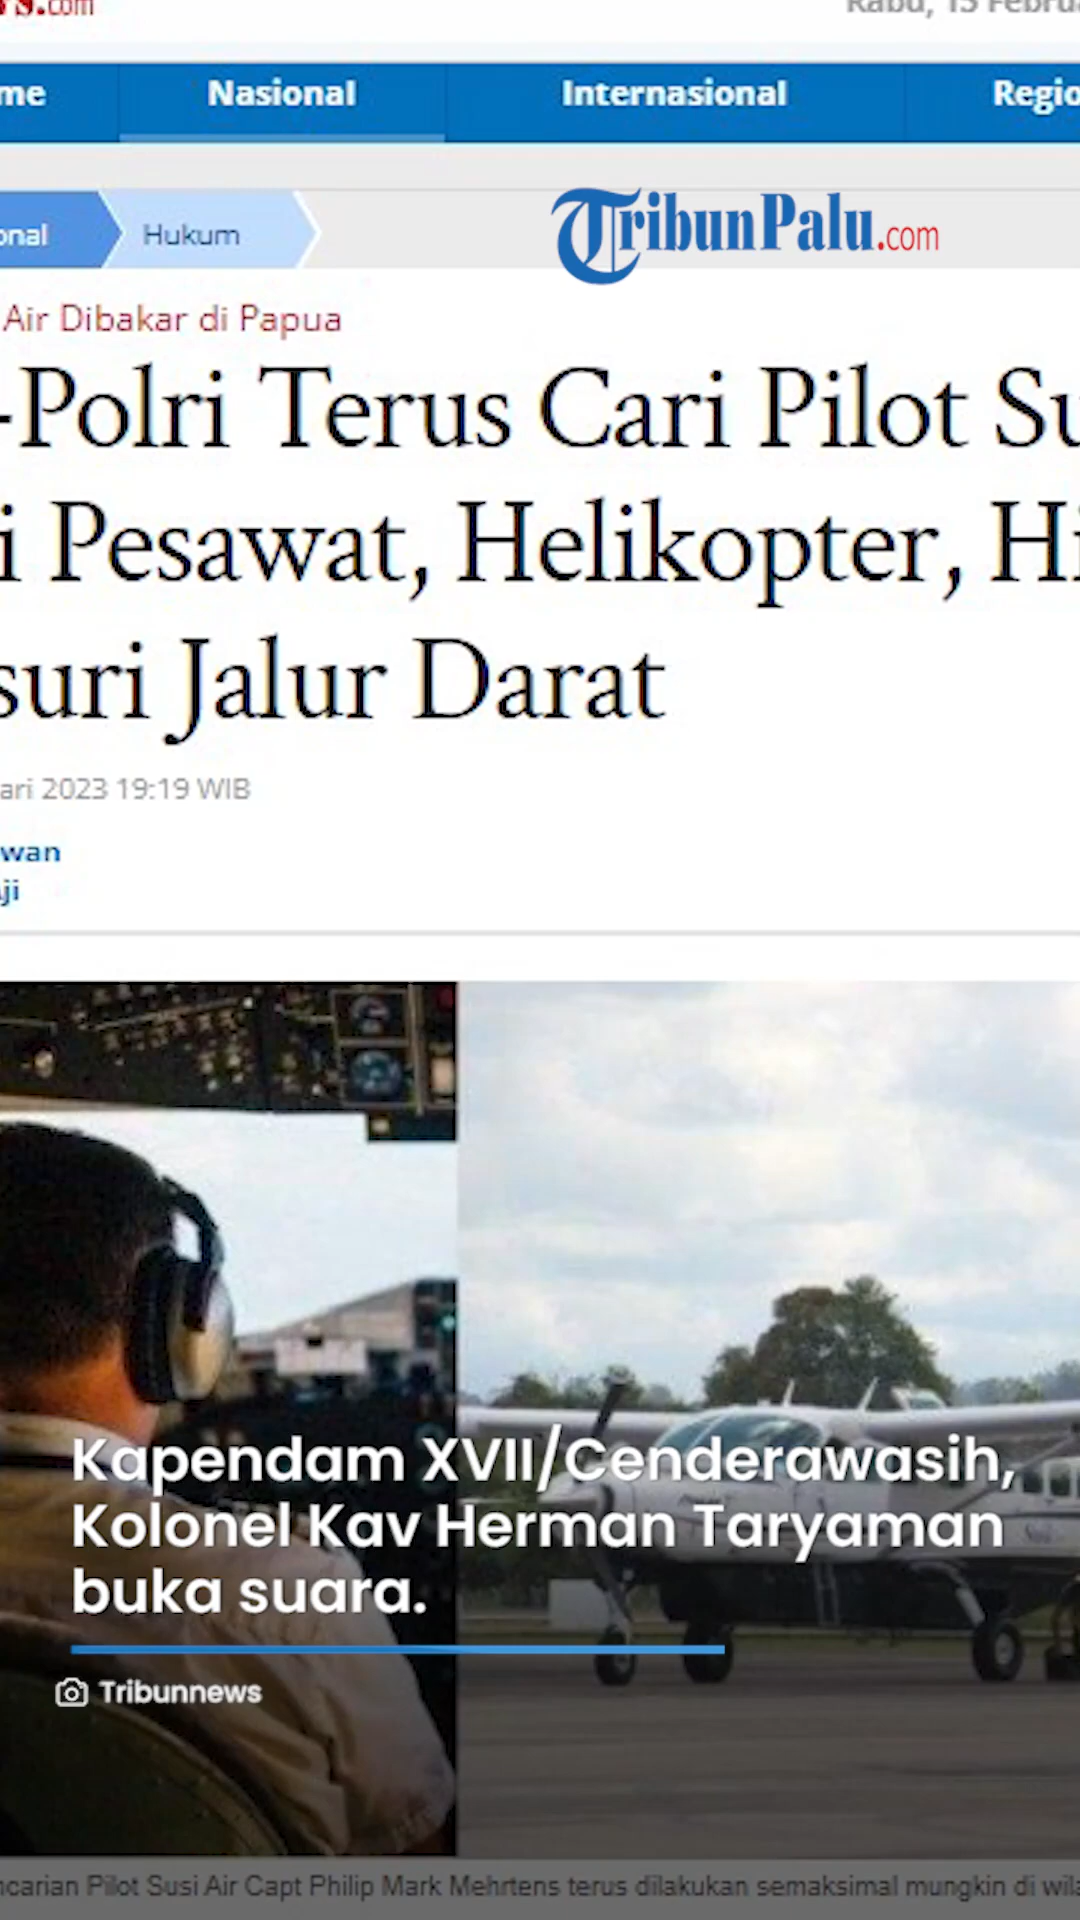 .com
Rabu, 15 Februa
me Nasional Internasional Regio
onal Hukum TribunPalu.com
Air Dibakar di Papua
-Polri Terus Cari Pilot Su
i Pesawat, Helikopter, Hi
suri Jalur Darat
ari 2023 19:19 WIB
wan
ji
Kapendam XVII/Cenderawasih,
Kolonel Kav Herman Taryaman
buka suara.
Tribunnews
ncarian Pilot Susi Air Capt Philip Mark Mehrtens terus dilakukan semaksimal mungkin di wila